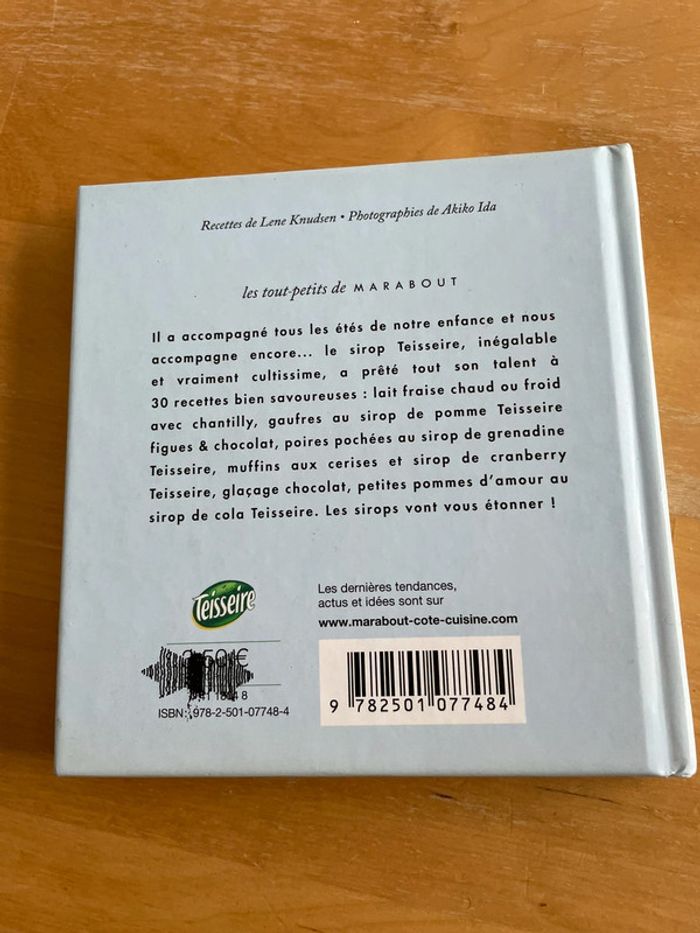 Recettes de Lene Knudsen • Photographies de Akiko Ida
les tout-petits de MARABOUT
Il a accompagné tous les étés de notre enfance et nous
accompagne encore... le sirop Teisseire, inégalable
et vraiment cultissime, a prêté tout son talent à
30 recettes bien savoureuses : lait fraise chaud ou froid
avec chantilly, gaufres au sirop de pomme Teisseire
figues & chocolat, poires pochées au sirop de grenadine
Teisseire, muffins aux cerises et sirop de cranberry
Teisseire, glaçage chocolat, petites pommes d'amour au
sirop de cola Teisseire. Les sirops vont vous étonner !
Teisseire
Les dernières tendances,
actus et idées sont sur
www.marabout-cote-cuisine.com
€
ISBN: 978-2-501-07748-4
9 782501 077484